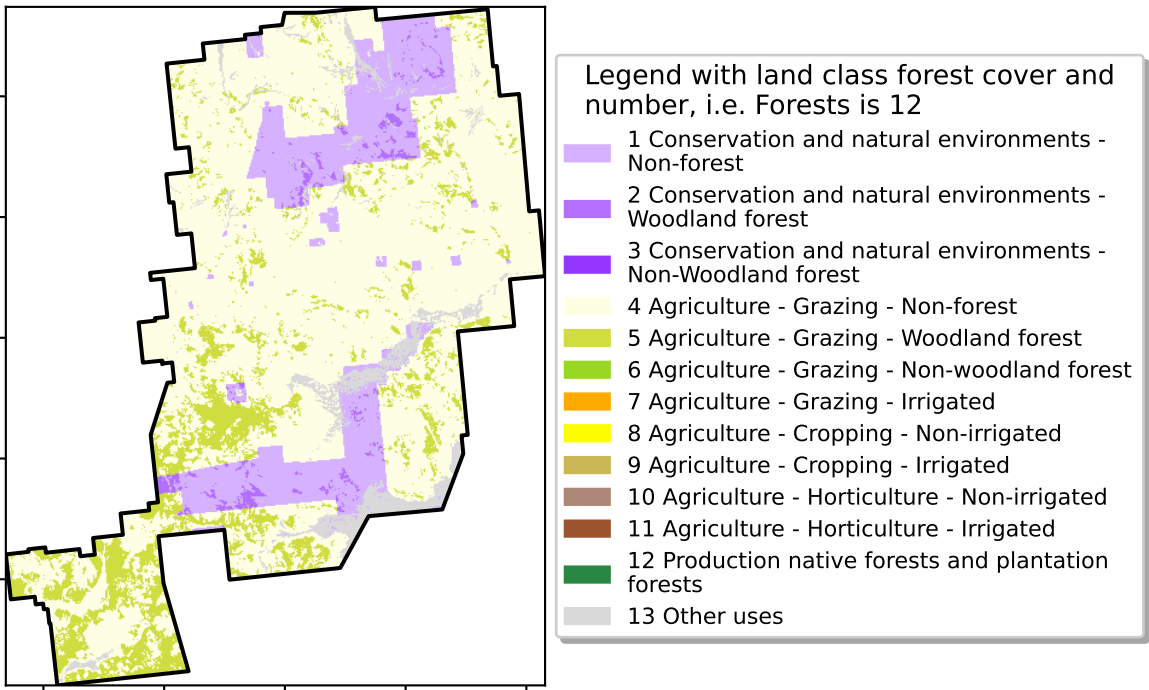 Legend with land class forest cover and
number, i.e. Forests is 12
1 Conservation and natural environments -
Non-forest
2 Conservation and natural environments -
Woodland forest
3 Conservation and natural environments -
Non-Woodland forest
4 Agriculture - Grazing - Non-forest
5 Agriculture - Grazing - Woodland forest
6 Agriculture - Grazing - Non-woodland forest
7 Agriculture - Grazing - Irrigated
8 Agriculture - Cropping - Non-irrigated
9 Agriculture - Cropping - Irrigated
10 Agriculture - Horticulture - Non-irrigated
11 Agriculture - Horticulture - Irrigated
12 Production native forests and plantation
forests
13 Other uses